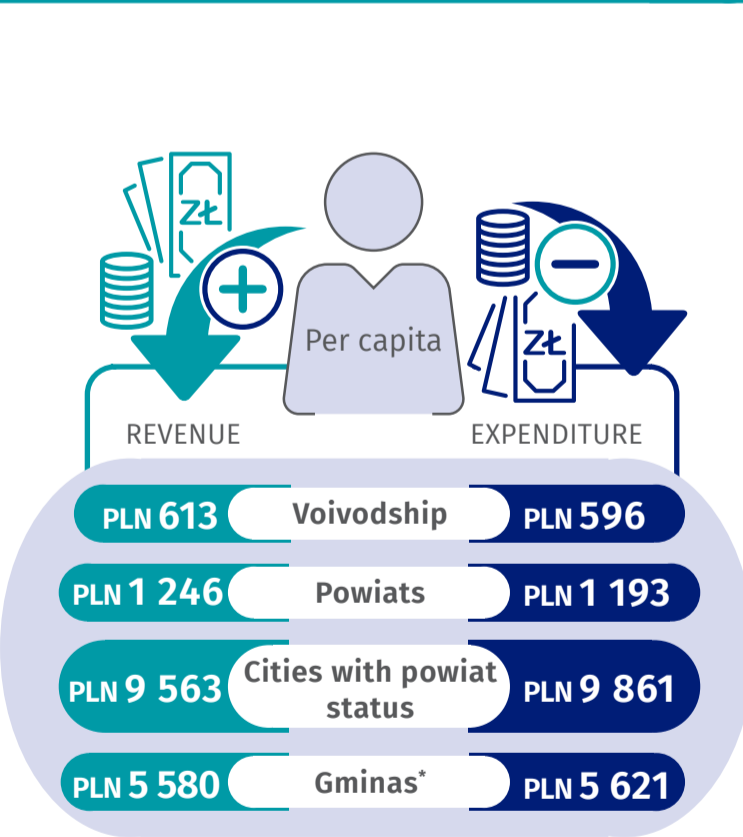 ZŁ
Per capita
ZŁ
REVENUE
EXPENDITURE
PLN 613 Voivodship PLN 596
PLN 1 246 Powiats PLN 1 193
PLN 9 563 Cities with powiat status PLN 9 861
PLN 5 580 Gminas* PLN 5 621